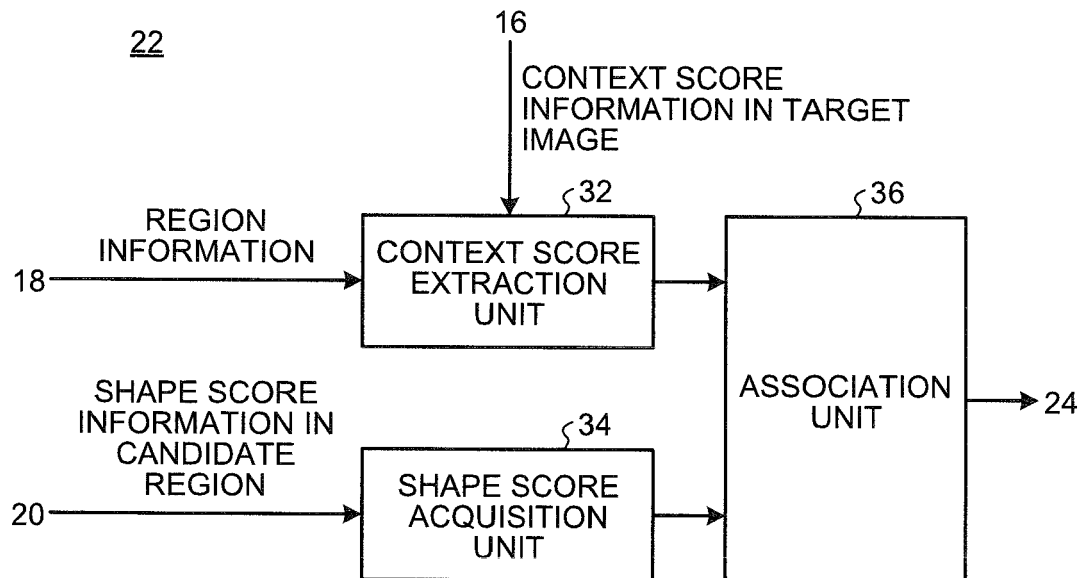 22
16
CONTEXT SCORE
INFORMATION IN TARGET
IMAGE
REGION
INFORMATION
18
32
CONTEXT SCORE
EXTRACTION
UNIT
36
ASSOCIATION
UNIT
24
SHAPE SCORE
INFORMATION IN
CANDIDATE
REGION
20
34
SHAPE SCORE
ACQUISITION
UNIT